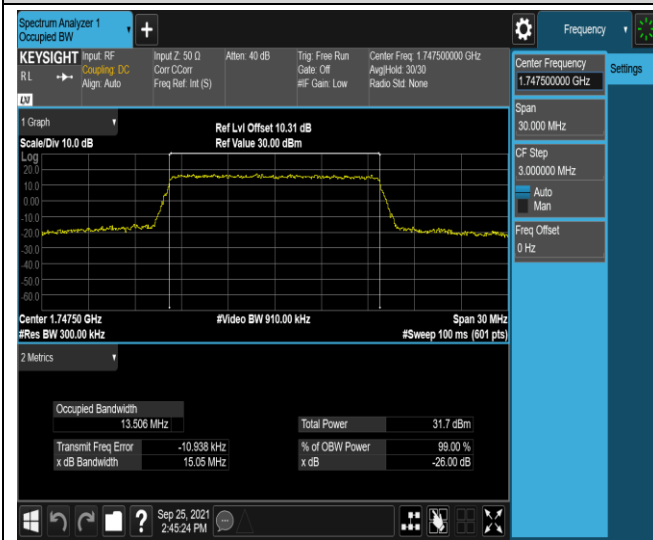 Spectrum Analyzer 1
Occupied BW
Frequency
KEYSIGHT
RL
LXI
Input: RF
Coupling: DC
Align: Auto
Input Z: 50 Ω
Corr CCorr
Freq Ref: Int (S)
Atten: 40 dB
Trig: Free Run
Gate: Off
#IF Gain: Low
Center Freq: 1.747500000 GHz
Avg|Hold: 30/30
Radio Std: None
Center Frequency
1.747500000 GHz
Settings
Span
30.000 MHz
CF Step
3.000000 MHz
Auto
Man
Freq Offset
0 Hz
1 Graph
Scale/Div 10.0 dB
Ref Lvl Offset 10.31 dB
Ref Value 30.00 dBm
Log
20.0
10.0
0.00
-10.0
-20.0
-30.0
-40.0
-50.0
-60.0
Center 1.74750 GHz
#Res BW 300.00 kHz
#Video BW 910.00 kHz
Span 30 MHz
#Sweep 100 ms (601 pts)
2 Metrics
Occupied Bandwidth
13.506 MHz
Total Power 31.7 dBm
Transmit Freq Error -10.938 kHz
% of OBW Power 99.00 %
x dB Bandwidth 15.05 MHz
x dB -26.00 dB
?
Sep 25, 2021
2:45:24 PM